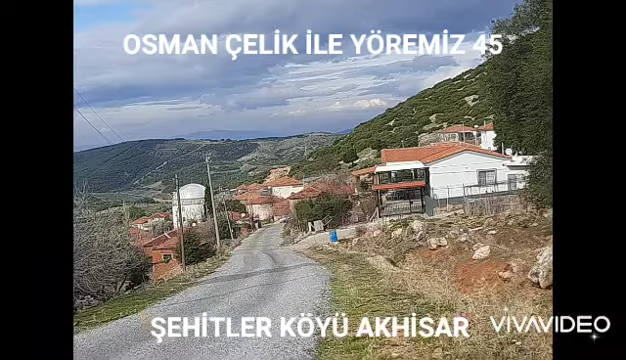 OSMAN ÇELİK İLE YÖREMİZ 45
ŞEHİTLER KÖYÜ AKHİSAR
VIVAVIDEO